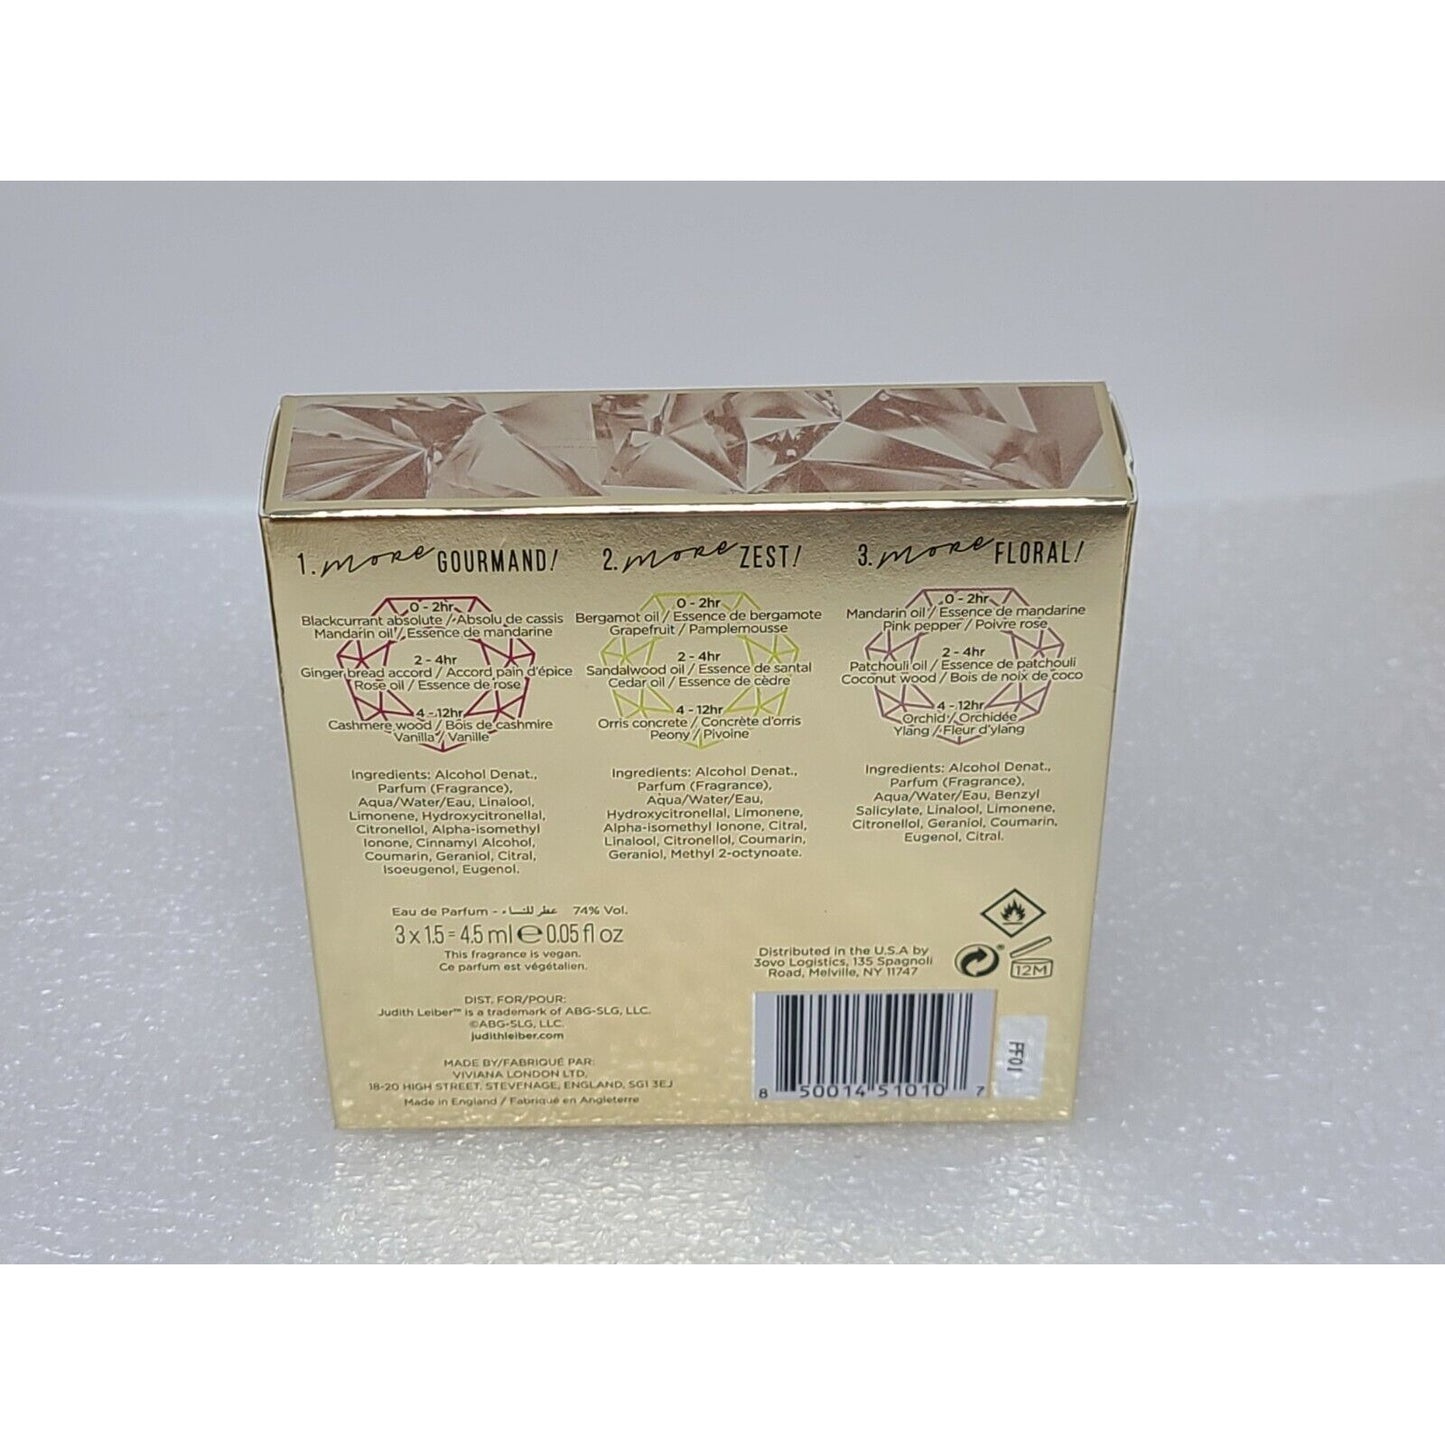 1. more GOURMAND!
0 - 2hr
Blackcurrant absolute / Absolu de cassis
Mandarin oil / Essence de mandarine
2 - 4hr
Ginger bread accord / Accord pain d'épice
Rose oil / Essence de rose
4 - 12hr
Cashmere wood / Bois de cashmire
Vanilla / Vanille
Ingredients: Alcohol Denat.,
Parfum (Fragrance),
Aqua/Water/Eau, Linalool,
Limonene, Hydroxycitronellal,
Citronellol, Alpha-isomethyl
Ionone, Cinnamyl Alcohol,
Coumarin, Geraniol, Citral,
Isoeugenol, Eugenol.
2. more ZEST!
0 - 2hr
Bergamot oil / Essence de bergamote
Grapefruit / Pamplemousse
2 - 4hr
Sandalwood oil / Essence de santal
Cedar oil / Essence de cèdre
4 - 12hr
Orris concrete / Concrète d'orris
Peony / Pivoine
Ingredients: Alcohol Denat.,
Parfum (Fragrance),
Aqua/Water/Eau,
Hydroxycitronellal, Limonene,
Alpha-isomethyl Ionone, Citral,
Linalool, Citronellol, Coumarin,
Geraniol, Methyl 2-octynoate.
3. more FLORAL!
0 - 2hr
Mandarin oil / Essence de mandarine
Pink pepper / Poivre rose
2 - 4hr
Patchouli oil / Essence de patchouli
Coconut wood / Bois de noix de coco
4 - 12hr
Orchid / Orchidée
Ylang / Fleur d'ylang
Ingredients: Alcohol Denat.,
Parfum (Fragrance),
Aqua/Water/Eau, Benzyl
Salicylate, Linalool, Limonene,
Citronellol, Geraniol, Coumarin,
Eugenol, Citral.
Eau de Parfum - عطر للنساء 74% Vol.
3 x 1.5 = 4.5 ml ℮ 0.05 fl oz
This fragrance is vegan.
Ce parfum est végétalien.
DIST. FOR/POUR:
Judith Leiber™ is a trademark of ABG-SLG, LLC.
©ABG-SLG, LLC.
judithleiber.com
MADE BY/FABRIQUÉ PAR:
VIVIANA LONDON LTD,
18-20 HIGH STREET, STEVENAGE, ENGLAND, SG1 3EJ
Made in England / Fabriqué en Angleterre
Distributed in the U.S.A by
3ovo Logistics, 135 Spagnoli
Road, Melville, NY 11747
®
12M
8 50014 51010 7
FF01